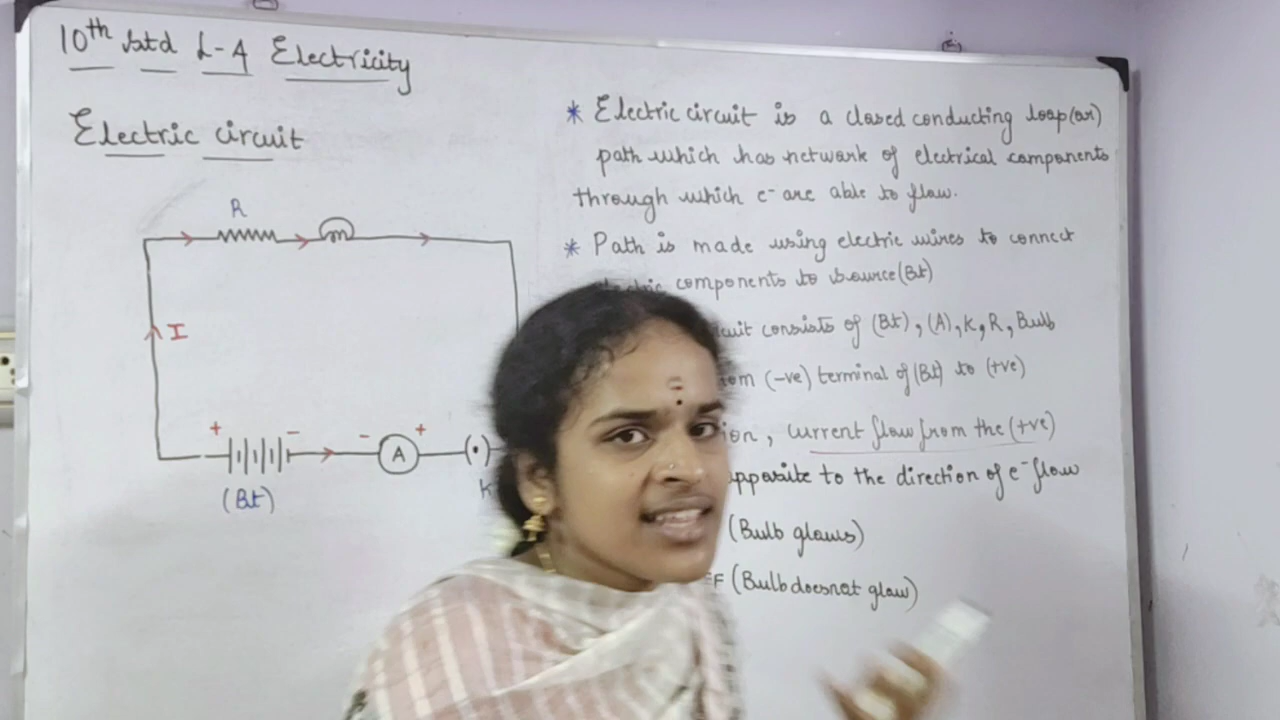 10th std L-4 Electricity
Electric circuit
R
I
+ -
(Bt)
- +
A
K
* Electric circuit is a closed conducting loop (or)
path which has network of electrical components
through which e- are able to flow.
* Path is made using electric wires to connect
electric components to source (Bt)
consists of (Bt), (A), K, R, Bulb
(-ve) terminal of (Bt) to (+ve)
, current flow from the (+ve)
opposite to the direction of e- flow
(Bulb glows)
(Bulb doesnot glow)